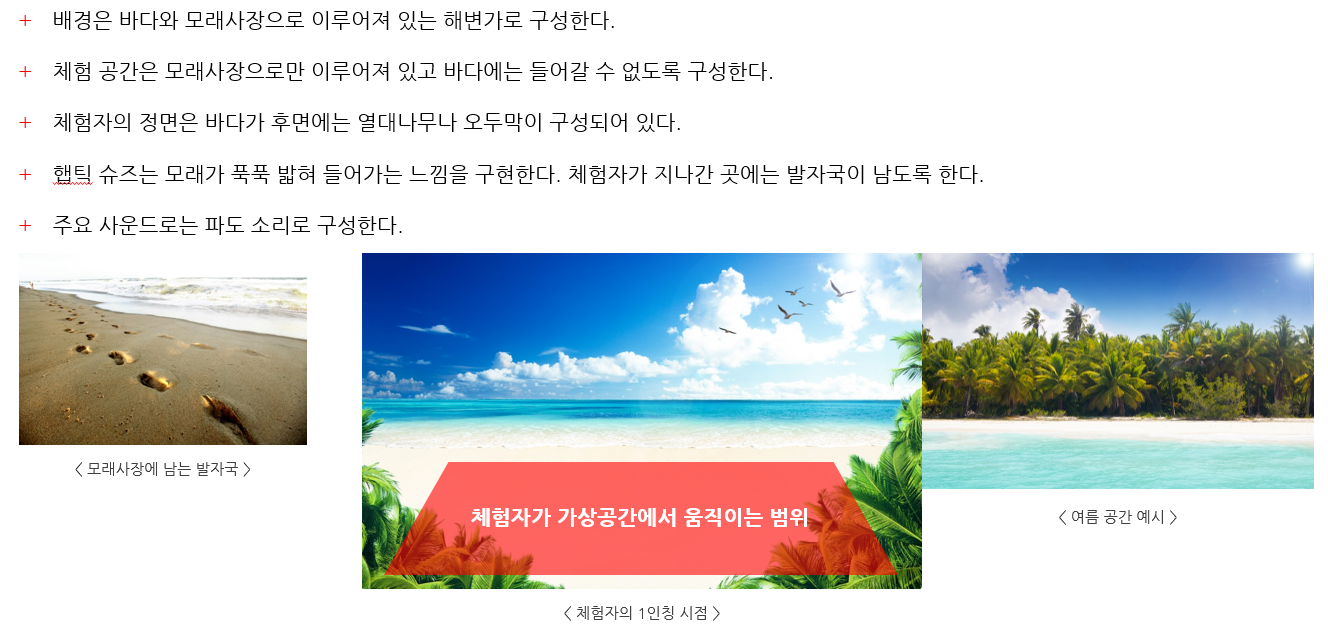 + 배경은 바다와 모래사장으로 이루어져 있는 해변가로 구성한다.
+ 체험 공간은 모래사장으로만 이루어져 있고 바다에는 들어갈 수 없도록 구성한다.
+ 체험자의 정면은 바다가 후면에는 열대나무나 오두막이 구성되어 있다.
+ 햅틱 슈즈는 모래가 푹푹 밟혀 들어가는 느낌을 구현한다. 체험자가 지나간 곳에는 발자국이 남도록 한다.
+ 주요 사운드로는 파도 소리로 구성한다.
< 모래사장에 남는 발자국 >
체험자가 가상공간에서 움직이는 범위
< 체험자의 1인칭 시점 >
< 여름 공간 예시 >